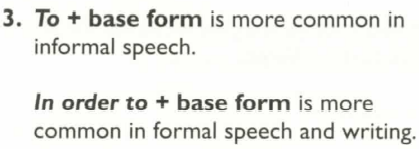 3. To + base form is more common in
informal speech.
In order to + base form is more
common in formal speech and writing.